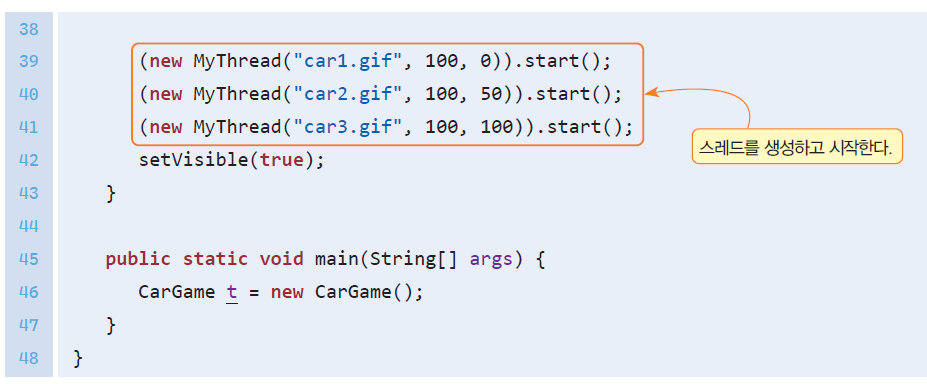 38
39 (new MyThread("car1.gif", 100, 0)).start();
40 (new MyThread("car2.gif", 100, 50)).start();
41 (new MyThread("car3.gif", 100, 100)).start();
스레드를 생성하고 시작한다.
42 setVisible(true);
43 }
44
45 public static void main(String[] args) {
46 CarGame t = new CarGame();
47 }
48 }